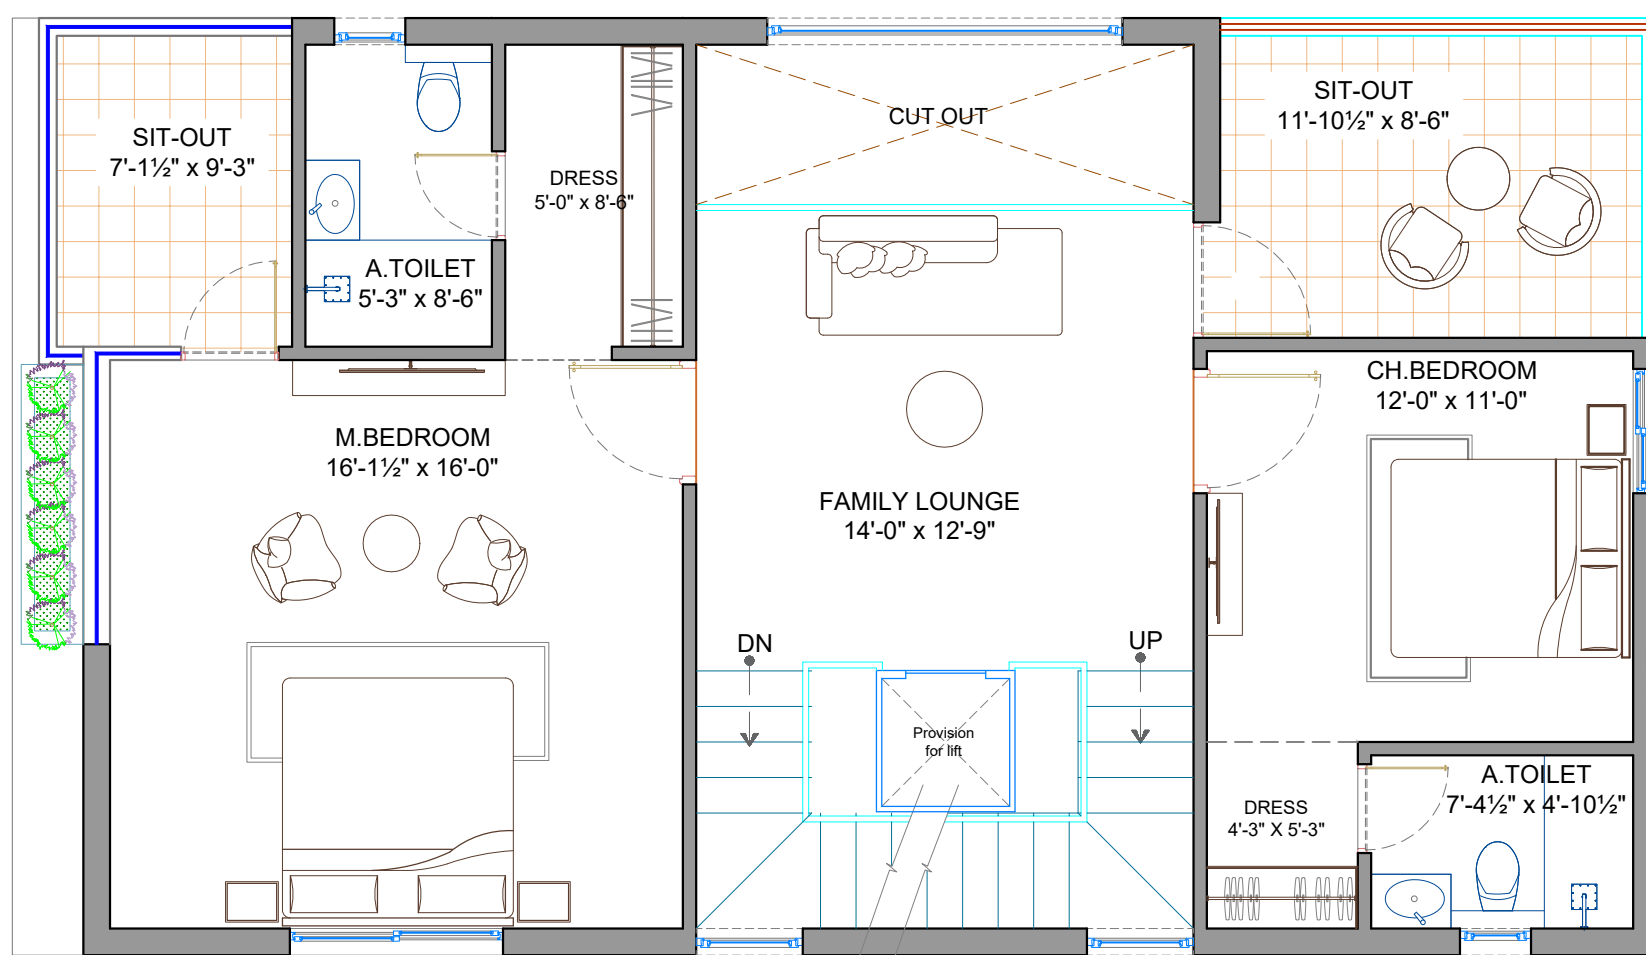 SIT-OUT
7'-1½" x 9'-3"
DRESS
5'-0" x 8'-6"
A.TOILET
5'-3" x 8'-6"
CUT OUT
SIT-OUT
11'-10½" x 8'-6"
M.BEDROOM
16'-1½" x 16'-0"
FAMILY LOUNGE
14'-0" x 12'-9"
CH.BEDROOM
12'-0" x 11'-0"
DN
UP
Provision
for lift
DRESS
4'-3" X 5'-3"
A.TOILET
7'-4½" x 4'-10½"